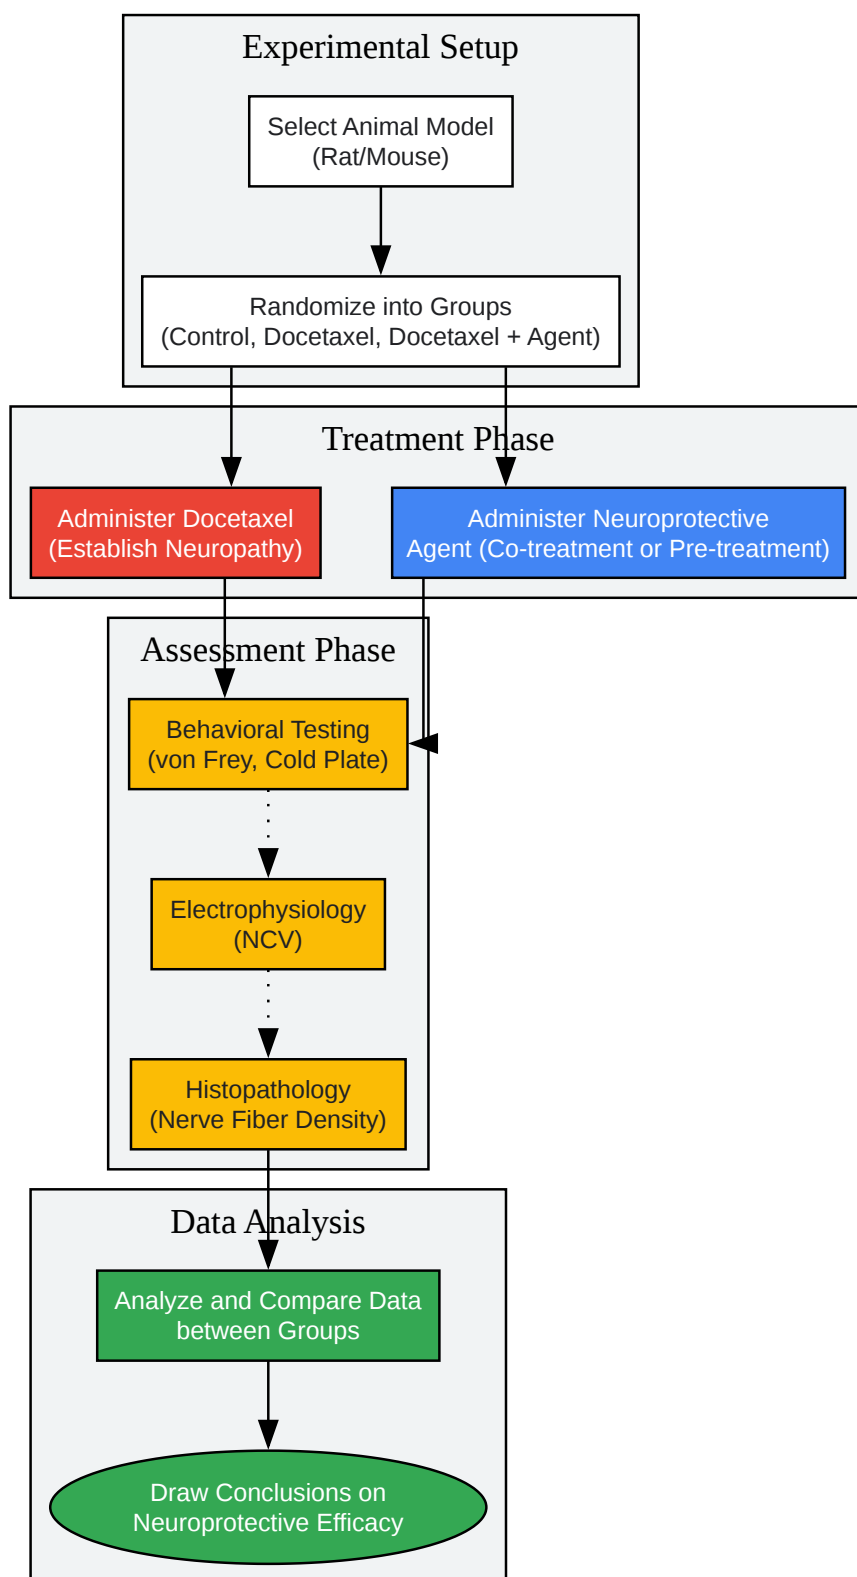 Experimental Setup
Select Animal Model
(Rat/Mouse)
Randomize into Groups
(Control, Docetaxel, Docetaxel + Agent)
Treatment Phase
Administer Docetaxel
(Establish Neuropathy)
Administer Neuroprotective
Agent (Co-treatment or Pre-treatment)
Assessment Phase
Behavioral Testing
(von Frey, Cold Plate)
Electrophysiology
(NCV)
Histopathology
(Nerve Fiber Density)
Data Analysis
Analyze and Compare Data
between Groups
Draw Conclusions on
Neuroprotective Efficacy